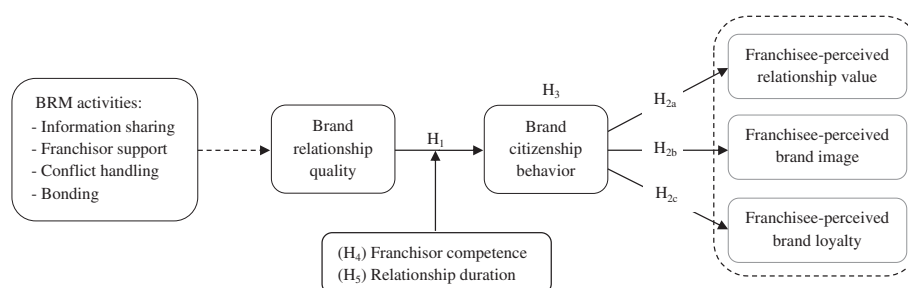 BRM activities:
- Information sharing
- Franchisor support
- Conflict handling
- Bonding
Brand
relationship
quality
H₁
(H₄) Franchisor competence
(H₅) Relationship duration
H₃
Brand
citizenship
behavior
H₂ₐ
H₂b
H₂c
Franchisee-perceived
relationship value
Franchisee-perceived
brand image
Franchisee-perceived
brand loyalty